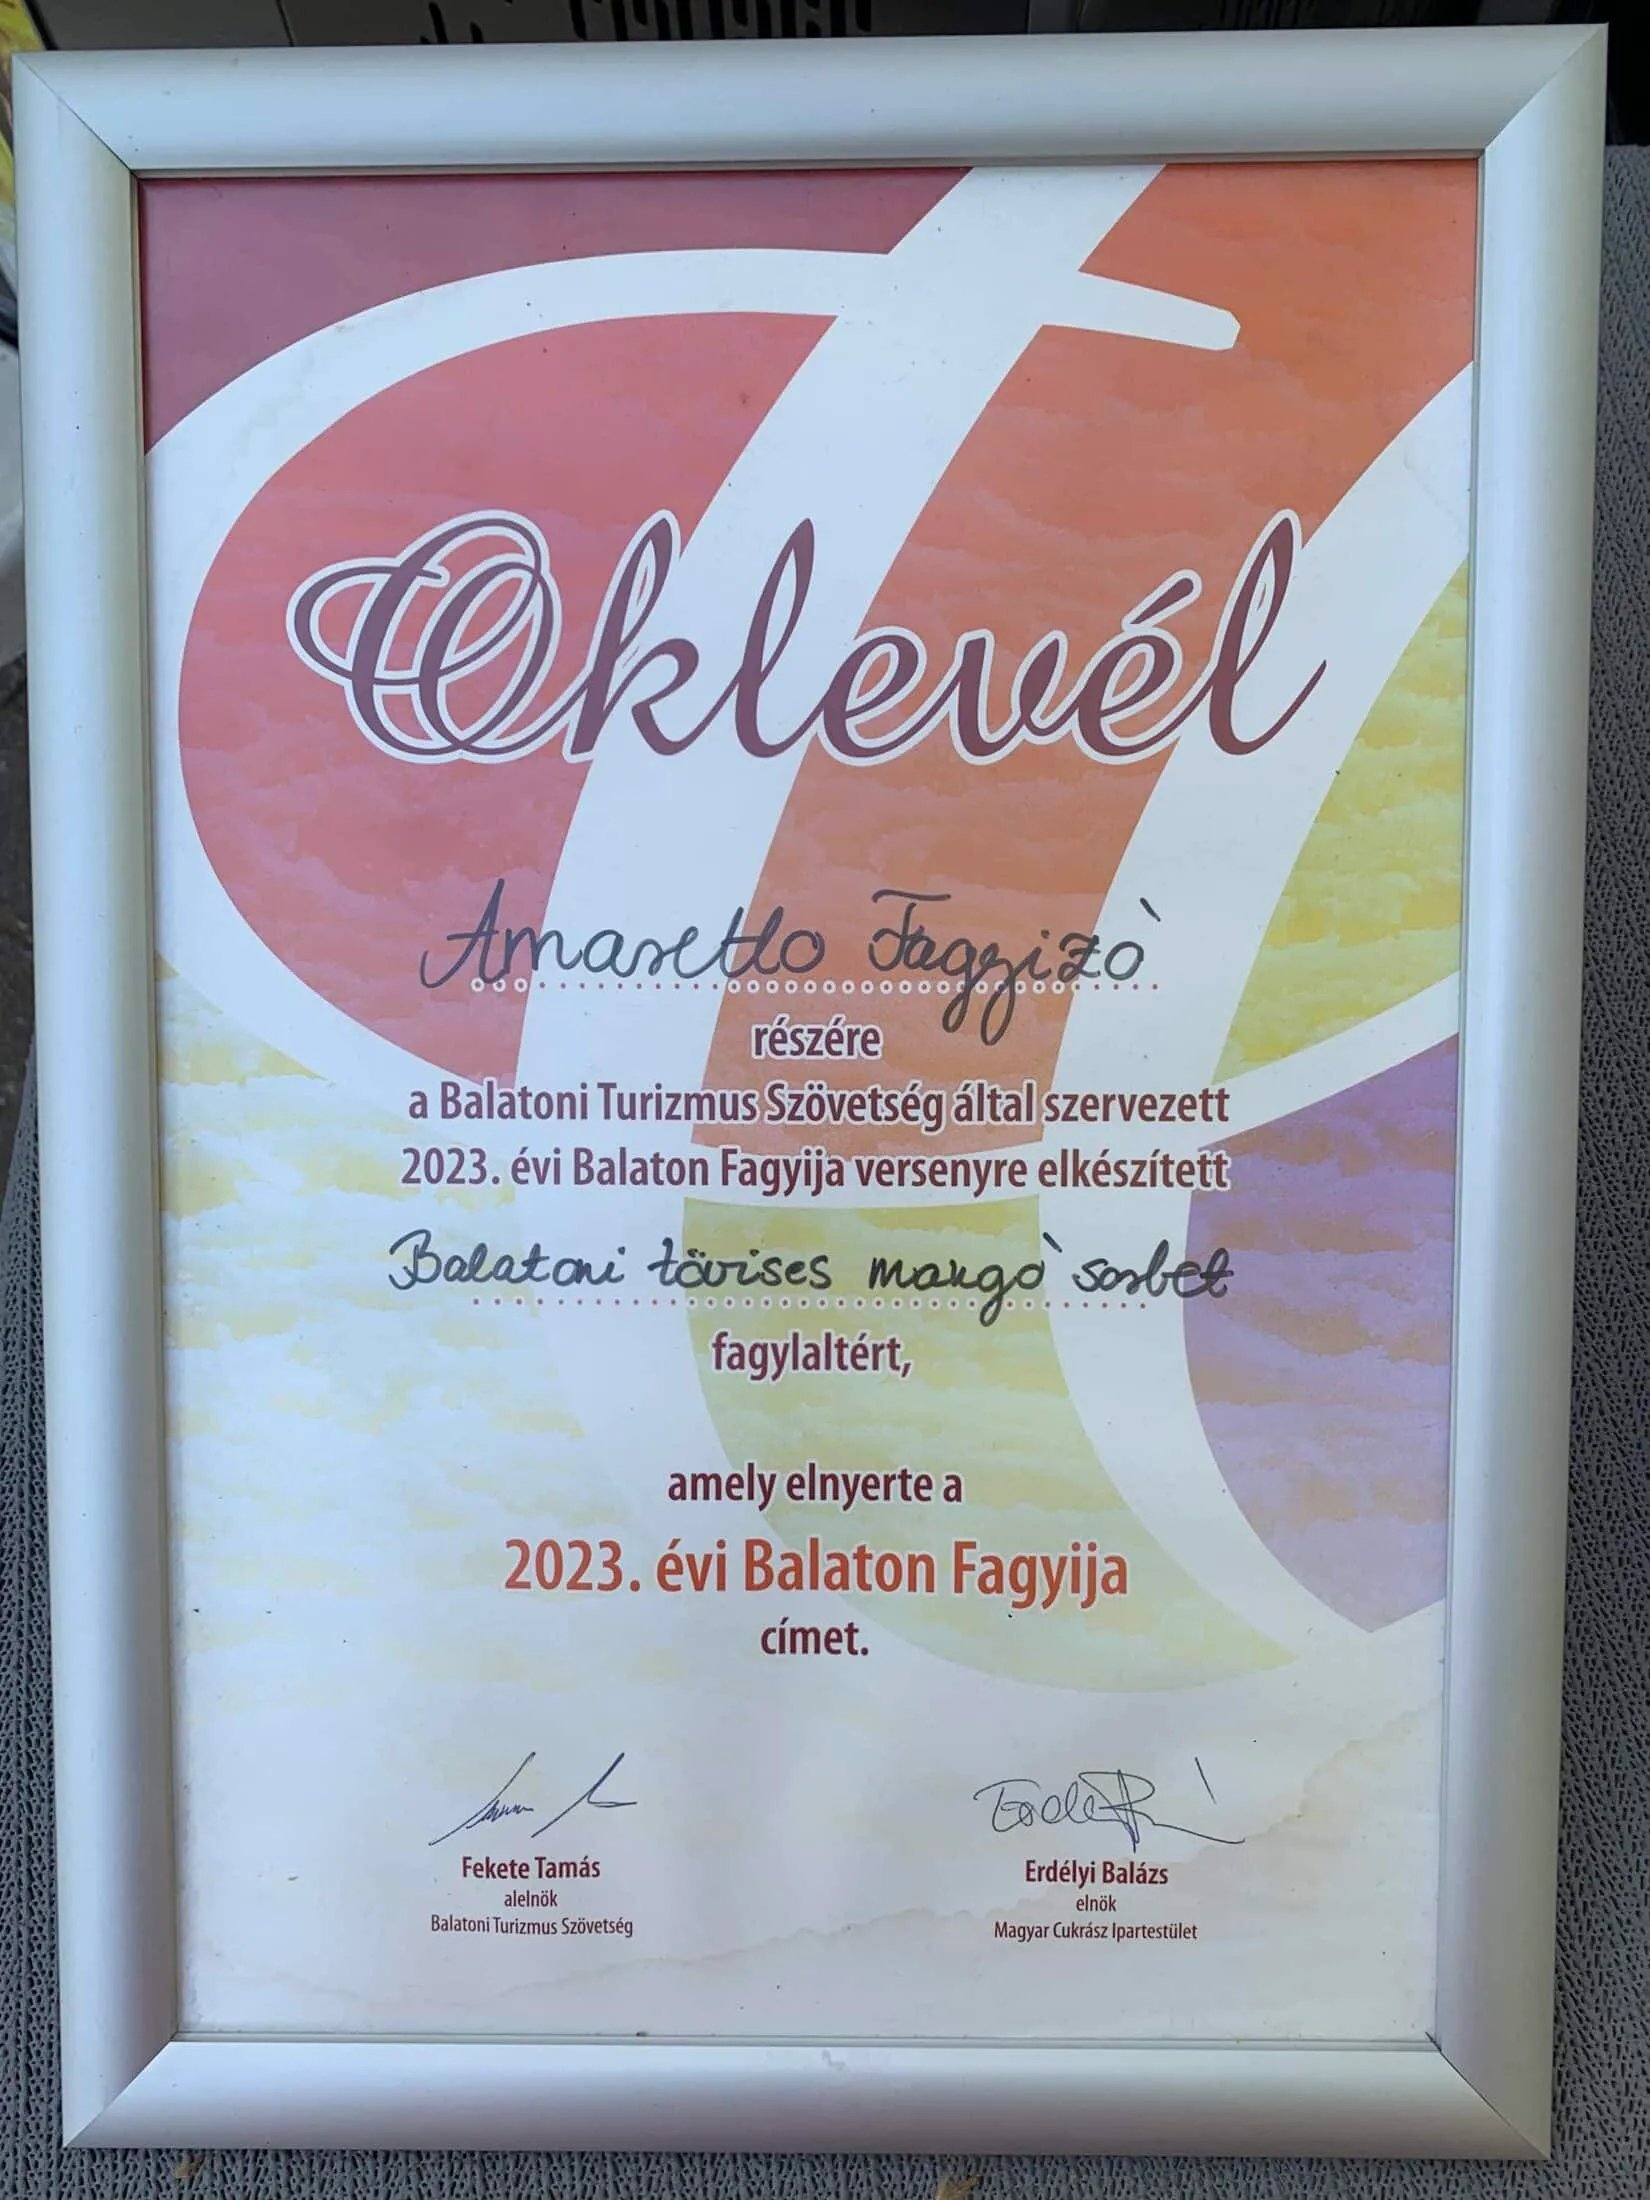 Oklevél
Amaretto Fagyizó
részére
a Balatoni Turizmus Szövetség által szervezett
2023. évi Balaton Fagyija versenyre elkészített
Balatoni tövises mangó sorbet
fagylaltért,
amely elnyerte a
2023. évi Balaton Fagyija
címet.
Fekete Tamás
alelnök
Balatoni Turizmus Szövetség
Erdélyi Balázs
elnök
Magyar Cukrász Ipartestület